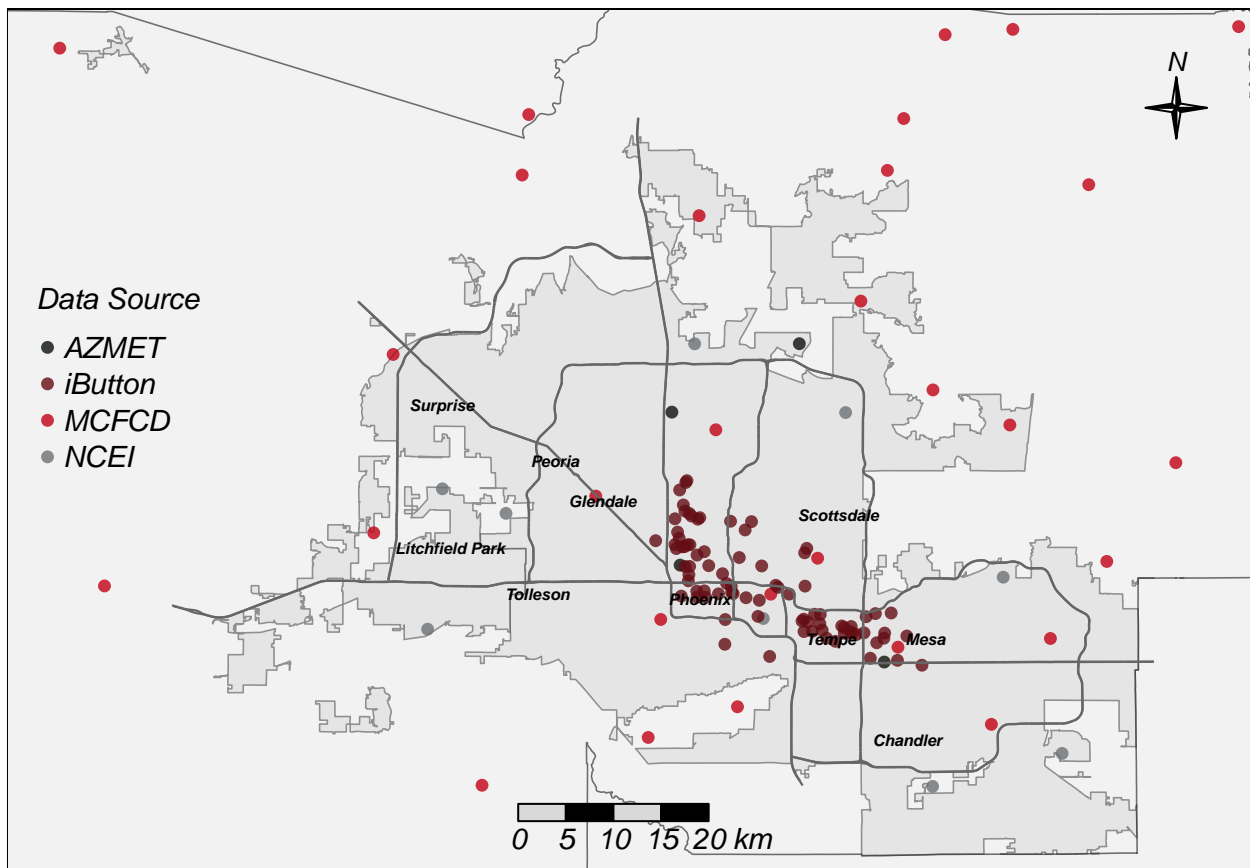 N
Data Source
AZMET
iButton
MCFCD
NCEI
Surprise
Peoria
Glendale
Scottsdale
Litchfield Park
Tolleson
Phoenix
Tempe
Mesa
Chandler
0 5 10 15 20 km